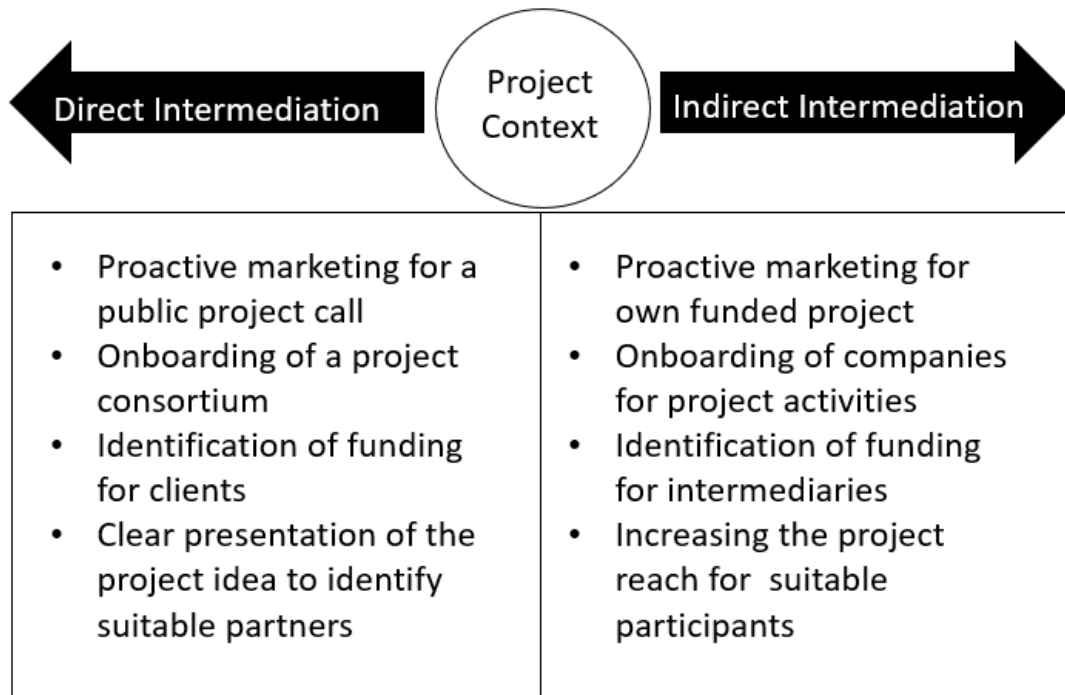 Direct Intermediation
Project
Context
Indirect Intermediation
• Proactive marketing for a
public project call
• Onboarding of a project
consortium
• Identification of funding
for clients
• Clear presentation of the
project idea to identify
suitable partners
• Proactive marketing for
own funded project
• Onboarding of companies
for project activities
• Identification of funding
for intermediaries
• Increasing the project
reach for  suitable
participants